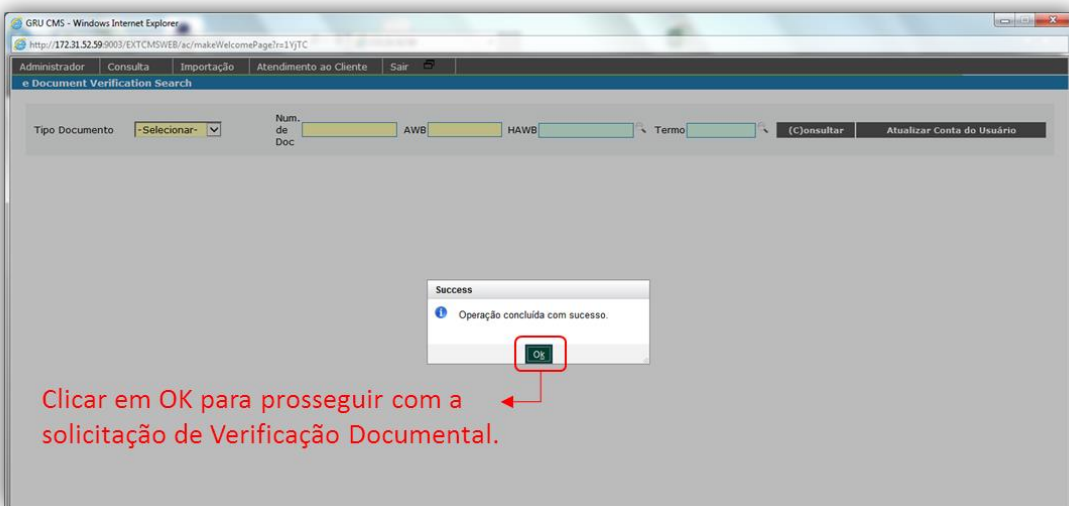 GRU CMS - Windows Internet Explorer
http://172.31.52.59:9003/EXTCMSWEB/ac/makeWelcomePage?r=1YjTC
Administrador Consulta Importação Atendimento ao Cliente Sair
e Document Verification Search
Tipo Documento -Selecionar- Num. de Doc AWB HAWB Termo (C)onsultar Atualizar Conta do Usuário
Success
Operação concluída com sucesso.
Ok
Clicar em OK para prosseguir com a
solicitação de Verificação Documental.